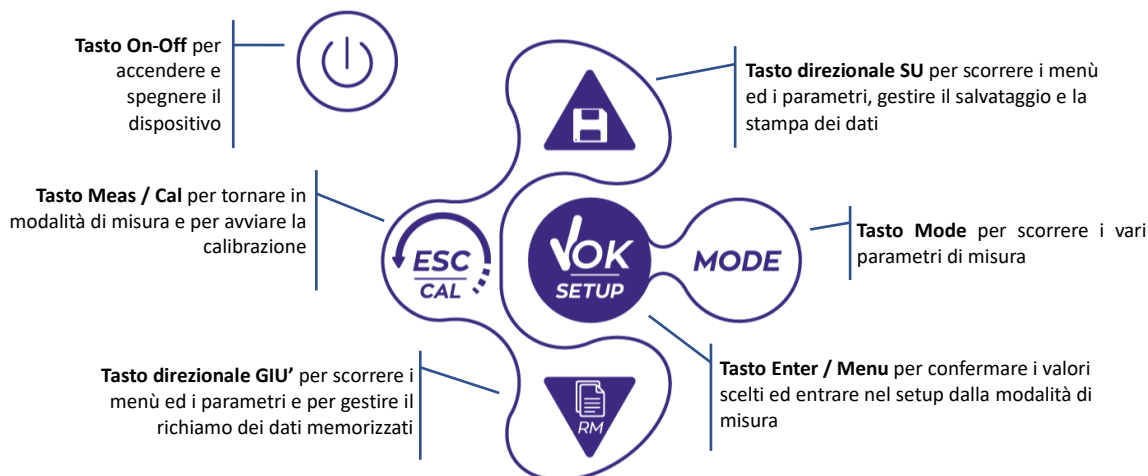 Tasto On-Off per
accendere e
spegnere il
dispositivo
Tasto direzionale SU per scorrere i menù
ed i parametri, gestire il salvataggio e la
stampa dei dati
Tasto Meas / Cal per tornare in
modalità di misura e per avviare la
calibrazione
ESC
CAL
OK
SETUP
MODE
Tasto Mode per scorrere i vari
parametri di misura
Tasto direzionale GIU’ per scorrere i
menù ed i parametri e per gestire il
richiamo dei dati memorizzati
RM
Tasto Enter / Menu per confermare i valori
scelti ed entrare nel setup dalla modalità di
misura